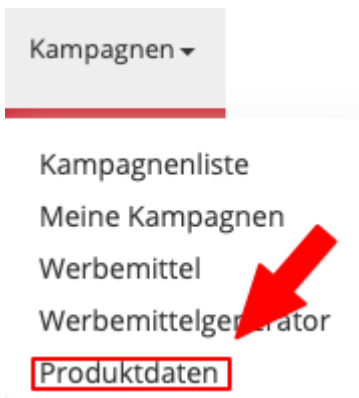 Kampagnen
Kampagnenliste
Meine Kampagnen
Werbemittel
Werbemittelgenerator
Produktdaten